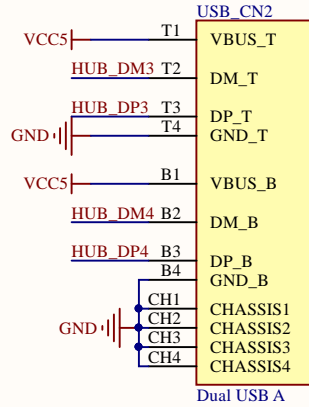 USB_CN2
VCC5 T1 VBUS_T
HUB_DM3 T2 DM_T
HUB_DP3 T3 DP_T
GND T4 GND_T
VCC5 B1 VBUS_B
HUB_DM4 B2 DM_B
HUB_DP4 B3 DP_B
B4 GND_B
CH1 CHASSIS1
GND CH2 CHASSIS2
CH3 CHASSIS3
CH4 CHASSIS4
Dual USB A